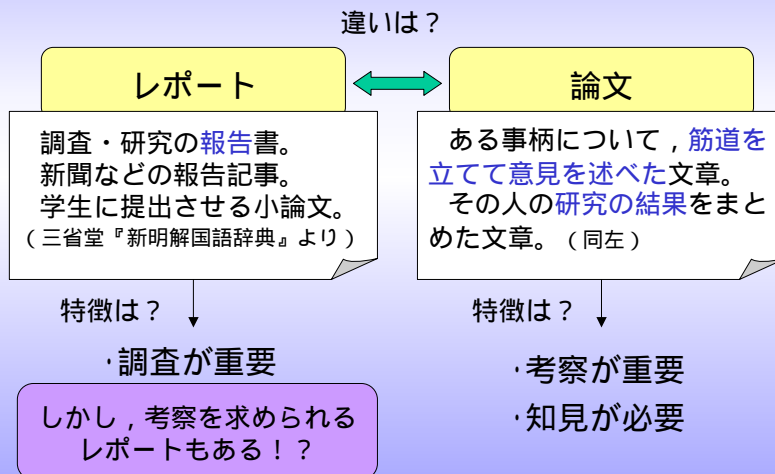 違いは？
レポート
論文
調査・研究の報告書。
新聞などの報告記事。
学生に提出させる小論文。
（三省堂『新明解国語辞典』より）
ある事柄について，筋道を
立てて意見を述べた文章。
その人の研究の結果をまと
めた文章。（同左）
特徴は？
特徴は？
・調査が重要
・考察が重要
・知見が必要
しかし，考察を求められる
レポートもある！？